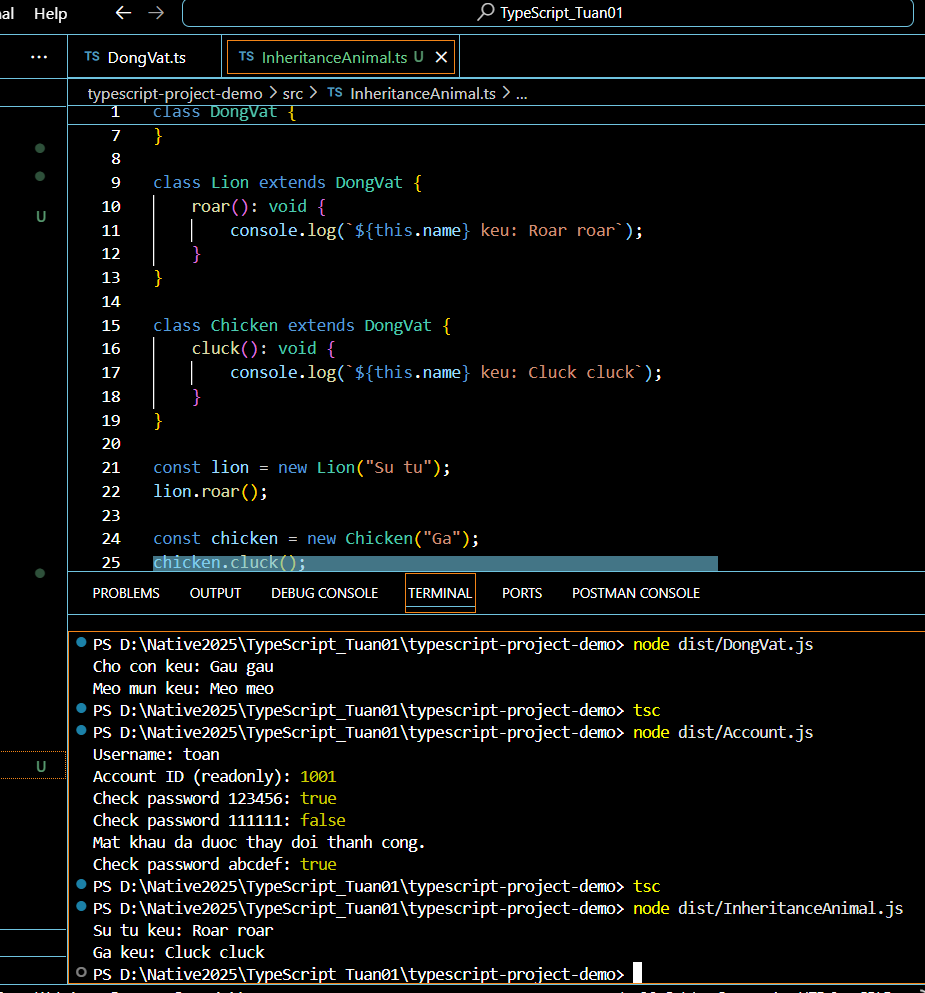 al Help TypeScript_Tuan01
TS DongVat.ts TS InheritanceAnimal.ts U
typescript-project-demo > src > TS InheritanceAnimal.ts > ...
1 class DongVat {
7 }
8
9 class Lion extends DongVat {
10 roar(): void {
11 console.log(`${this.name} keu: Roar roar`);
12 }
13 }
14
15 class Chicken extends DongVat {
16 cluck(): void {
17 console.log(`${this.name} keu: Cluck cluck`);
18 }
19 }
20
21 const lion = new Lion("Su tu");
22 lion.roar();
23
24 const chicken = new Chicken("Ga");
25 chicken.cluck();
U
U
PROBLEMS OUTPUT DEBUG CONSOLE TERMINAL PORTS POSTMAN CONSOLE
PS D:\Native2025\TypeScript_Tuan01\typescript-project-demo> node dist/DongVat.js
Cho con keu: Gau gau
Meo mun keu: Meo meo
PS D:\Native2025\TypeScript_Tuan01\typescript-project-demo> tsc
PS D:\Native2025\TypeScript_Tuan01\typescript-project-demo> node dist/Account.js
Username: toan
Account ID (readonly): 1001
Check password 123456: true
Check password 111111: false
Mat khau da duoc thay doi thanh cong.
Check password abcdef: true
PS D:\Native2025\TypeScript_Tuan01\typescript-project-demo> tsc
PS D:\Native2025\TypeScript_Tuan01\typescript-project-demo> node dist/InheritanceAnimal.js
Su tu keu: Roar roar
Ga keu: Cluck cluck
PS D:\Native2025\TypeScript_Tuan01\typescript-project-demo>